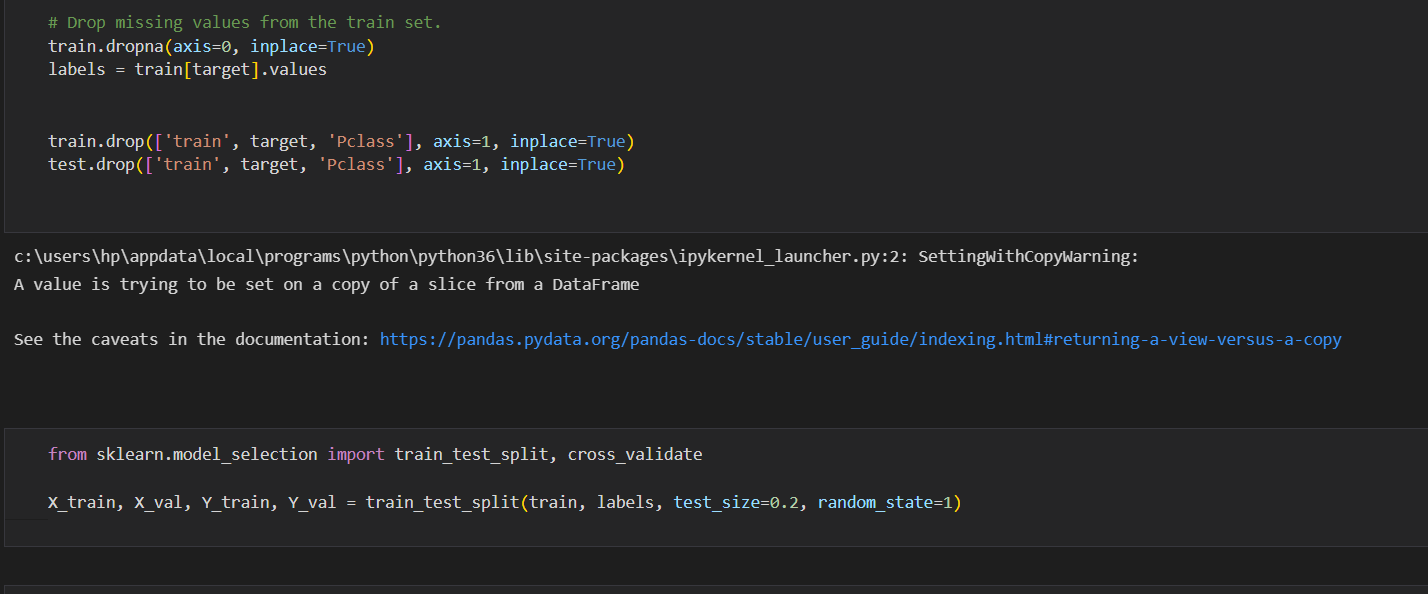 # Drop missing values from the train set.
train.dropna(axis=0, inplace=True)
labels = train[target].values
train.drop(['train', target, 'Pclass'], axis=1, inplace=True)
test.drop(['train', target, 'Pclass'], axis=1, inplace=True)
c:\users\hp\appdata\local\programs\python\python36\lib\site-packages\ipykernel_launcher.py:2: SettingWithCopyWarning:
A value is trying to be set on a copy of a slice from a DataFrame
See the caveats in the documentation: https://pandas.pydata.org/pandas-docs/stable/user_guide/indexing.html#returning-a-view-versus-a-copy
from sklearn.model_selection import train_test_split, cross_validate
X_train, X_val, Y_train, Y_val = train_test_split(train, labels, test_size=0.2, random_state=1)